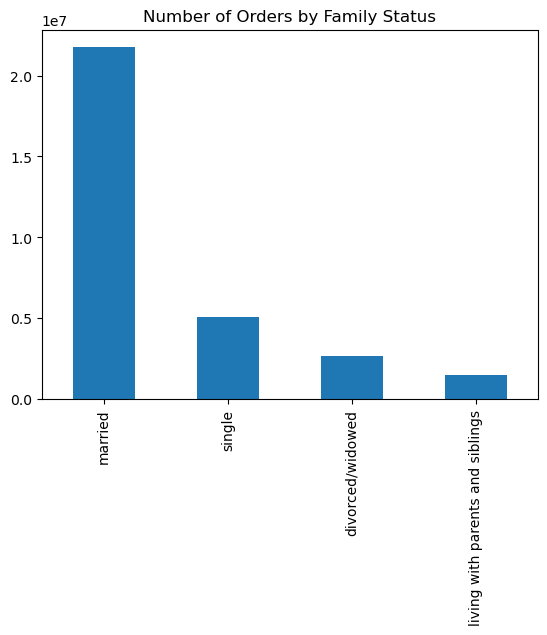 Number of Orders by Family Status
1e7
2.0
1.5
1.0
0.5
0.0
married
single
divorced/widowed
living with parents and siblings